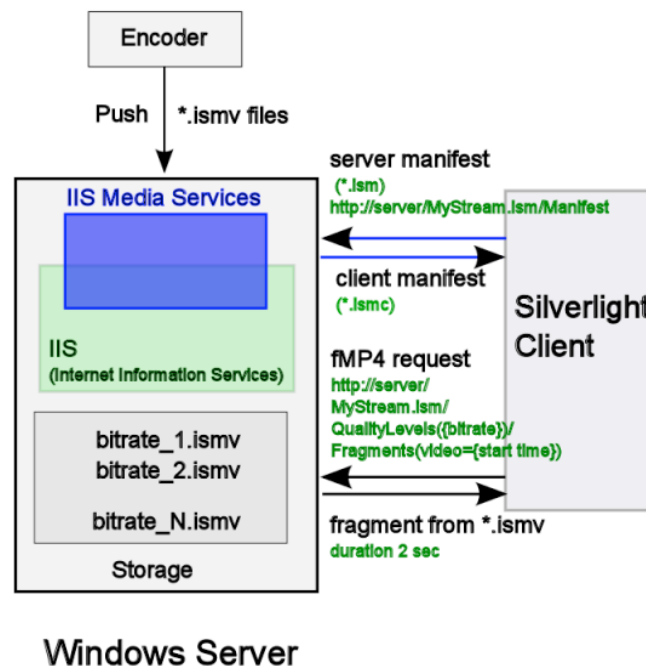 Encoder
Push *.ismv files
IIS Media Services
IIS
(Internet Information Services)
bitrate_1.ismv
bitrate_2.ismv
bitrate_N.ismv
Storage
Windows Server
server manifest
(*.ism)
http://server/MyStream.ism/Manifest
client manifest
(*.ismc)
fMP4 request
http://server/
MyStream.ism/
QualityLevels({bitrate})/
Fragments(video={start time})
fragment from *.ismv
duration 2 sec
Silverlight
Client